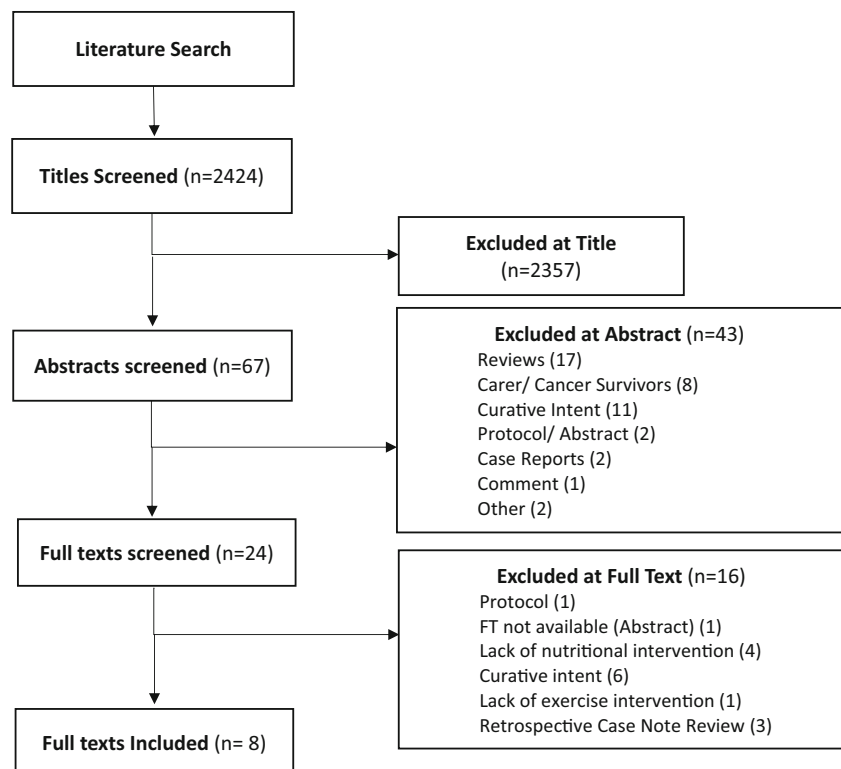 Literature Search
Titles Screened (n=2424)
Excluded at Title
(n=2357)
Abstracts screened (n=67)
Excluded at Abstract (n=43)
Reviews (17)
Carer/ Cancer Survivors (8)
Curative Intent (11)
Protocol/ Abstract (2)
Case Reports (2)
Comment (1)
Other (2)
Full texts screened (n=24)
Excluded at Full Text (n=16)
Protocol (1)
FT not available (Abstract) (1)
Lack of nutritional intervention (4)
Curative intent (6)
Lack of exercise intervention (1)
Retrospective Case Note Review (3)
Full texts Included (n= 8)